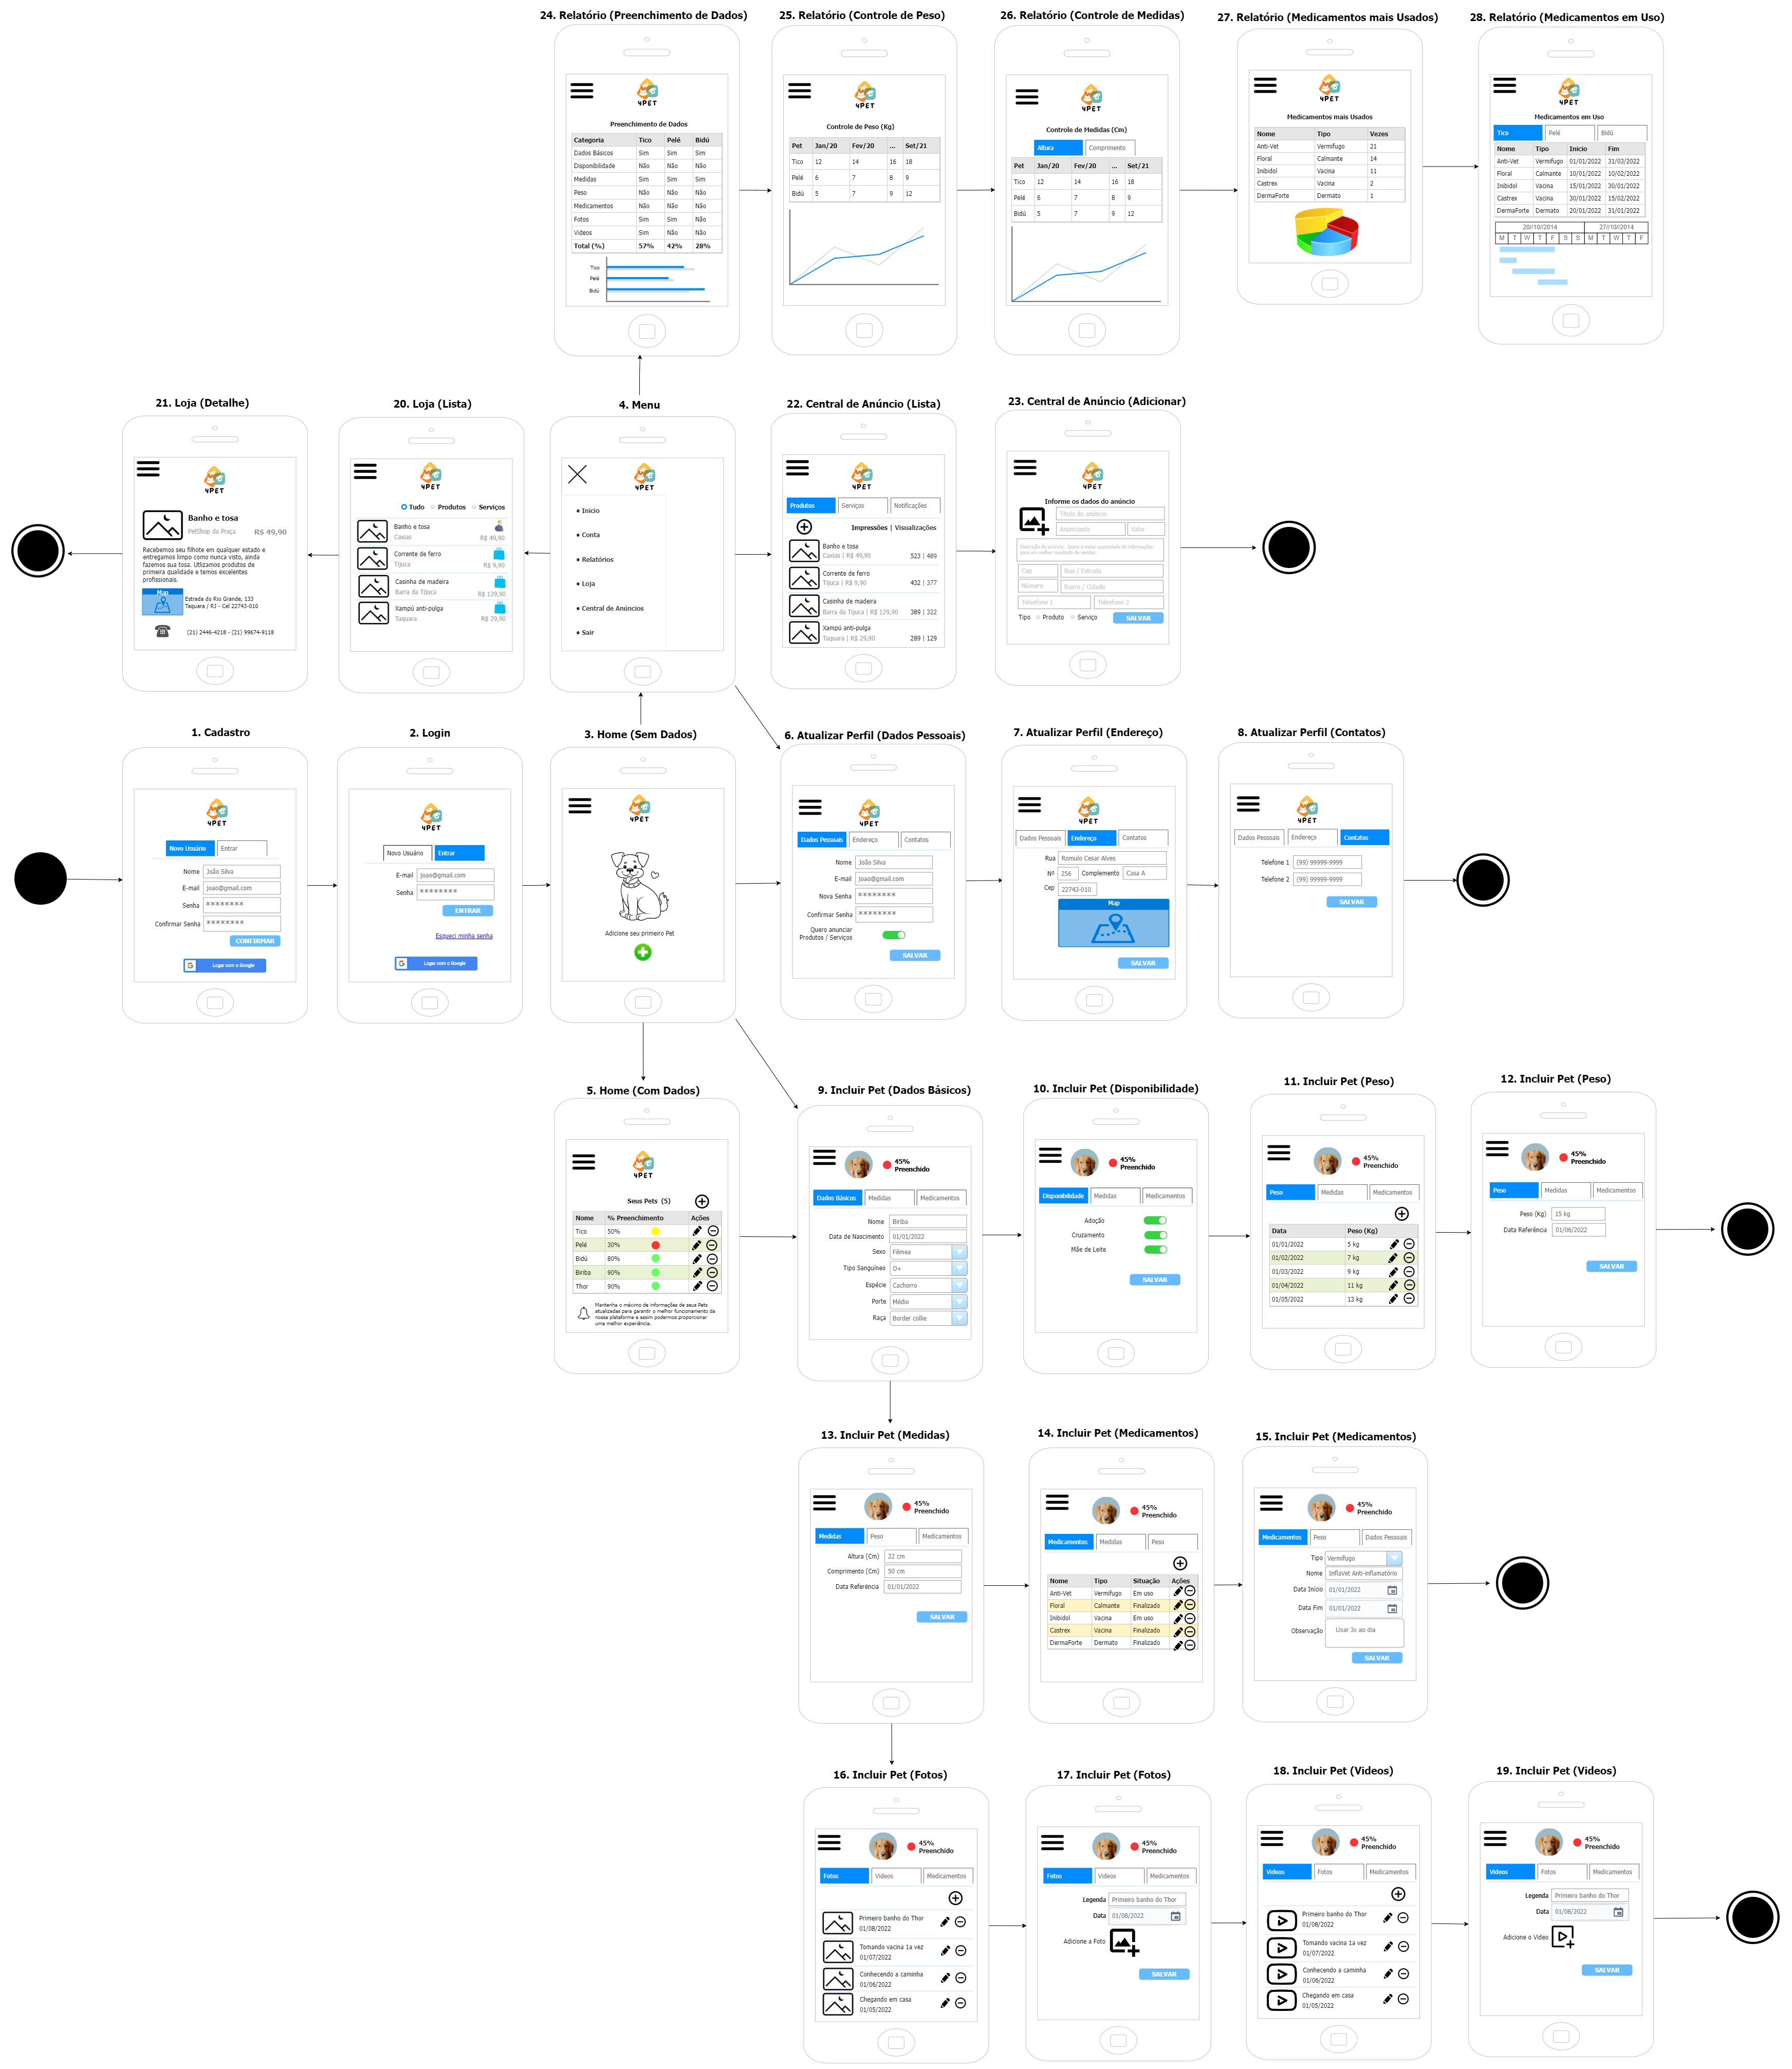 24. Relatório (Preenchimento de Dados)
4PET
Preenchimento de Dados
Categoria Tico Pelé Bidú
Dados Básicos Sim Sim Sim
Disponibilidade Não Não Não
Medidas Sim Sim Sim
Peso Não Não Não
Medicamentos Não Não Não
Fotos Sim Sim Não
Videos Sim Não Não
Total (%) 57% 42% 28%
Tico
Pelé
Bidú
25. Relatório (Controle de Peso)
4PET
Controle de Peso (Kg)
Pet Jan/20 Fev/20 ... Set/21
Tico 12 14 16 18
Pelé 6 7 8 9
Bidú 5 7 9 12
26. Relatório (Controle de Medidas)
4PET
Controle de Medidas (Cm)
Altura Comprimento
Pet Jan/20 Fev/20 ... Set/21
Tico 12 14 16 18
Pelé 6 7 8 9
Bidú 5 7 9 12
27. Relatório (Medicamentos mais Usados)
4PET
Medicamentos mais Usados
Nome Tipo Vezes
Anti-Vet Vermifugo 21
Floral Calmante 14
Inibidol Vacina 11
Castrex Vacina 2
DermaForte Dermato 1
28. Relatório (Medicamentos em Uso)
4PET
Medicamentos em Uso
Tico Pelé Bidú
Nome Tipo Inicio Fim
Anti-Vet Vermifugo 01/01/2022 31/03/2022
Floral Calmante 10/01/2022 10/02/2022
Inibidol Vacina 15/01/2022 30/01/2022
Castrex Vacina 30/01/2022 15/02/2022
DermaForte Dermato 20/01/2022 31/01/2022
20//10//2014 27//10//2014
M T W T F S S M T W T F
21. Loja (Detalhe)
4PET
Banho e tosa
PetShop da Praça R$ 49,90
Recebemos seu filhote em qualquer estado e
entregamos limpo como nunca visto, ainda
fazemos sua tosa. Utlizamos produtos de
primeira qualidade e temos excelentes
profissionais.
Map
Estrada do Rio Grande, 133
Taquara / RJ - Cel 22743-010
(21) 2446-4218 - (21) 99674-9118
20. Loja (Lista)
4PET
Tudo Produtos Serviços
Banho e tosa
Caxias R$ 49,90
Corrente de ferro
Tijuca R$ 9,90
Casinha de madeira
Barra da Tijuca R$ 129,90
Xampú anti-pulga
Taquara R$ 29,90
4. Menu
4PET
• Inicio
• Conta
• Relatórios
• Loja
• Central de Anúncios
• Sair
22. Central de Anúncio (Lista)
4PET
Produtos Serviços Notificações
Impressões | Visualizações
Banho e tosa
Caxias | R$ 49,90 523 | 489
Corrente de ferro
Tijuca | R$ 9,90 432 | 377
Casinha de madeira
Barra da Tijuca | R$ 129,90 389 | 322
Xampú anti-pulga
Taquara | R$ 29,90 289 | 129
23. Central de Anúncio (Adicionar)
4PET
Informe os dados do anúncio
Título do anúncio
Anunciante Valor
Cep Rua / Estrada
Número Bairro / Cidade
Teleefone 1 Teleefone 2
Tipo Produto Serviço SALVAR
1. Cadastro
4PET
Novo Usuário Entrar
Nome João Silva
E-mail joao@gmail.com
Senha ********
Confirmar Senha ********
CONFIRMAR
G Logar com o Google
2. Login
4PET
Novo Usuário Entrar
E-mail joao@gmail.com
Senha ********
ENTRAR
Esqueci minha senha
G Logar com o Google
3. Home (Sem Dados)
4PET
Adicione seu primeiro Pet
6. Atualizar Perfil (Dados Pessoais)
4PET
Dados Pessoais Endereço Contatos
Nome João Silva
E-mail joao@gmail.com
Nova Senha ********
Confirmar Senha ********
Quero anunciar
Produtos / Serviços
SALVAR
7. Atualizar Perfil (Endereço)
4PET
Dados Pessoais Endereço Contatos
Rua Romulo Cesar Alves
Nº 256 Complemento Casa A
Cep 22743-010
Map
SALVAR
8. Atualizar Perfil (Contatos)
4PET
Dados Pessoais Endereço Contatos
Telefone 1 (99) 99999-9999
Telefone 2 (99) 99999-9999
SALVAR
5. Home (Com Dados)
4PET
Seus Pets (5)
Nome % Preenchimento Ações
Tico 50%
Pelé 30%
Bidú 80%
Biriba 90%
Thor 90%
Mantenha o máximo de informações de seus Pets
atualizadas para garantir o melhor funcionamento da
nossa plataforma e assim podermos proporcionar
uma melhor experiência.
9. Incluir Pet (Dados Básicos)
45%
Preenchido
Dados Básicos Medidas Medicamentos
Nome Biriba
Data de Nascimento 01/01/2022
Sexo Fêmea
Tipo Sanguíneo O+
Espécie Cachorro
Porte Médio
Raça Border collie
10. Incluir Pet (Disponibilidade)
45%
Preenchido
Disponibilidade Medidas Medicamentos
Adoção
Cruzamento
Mãe de Leite
SALVAR
11. Incluir Pet (Peso)
45%
Preenchido
Peso Medidas Medicamentos
Data Peso (Kg)
01/01/2022 5 kg
01/02/2022 7 kg
01/03/2022 9 kg
01/04/2022 11 kg
01/05/2022 13 kg
12. Incluir Pet (Peso)
45%
Preenchido
Peso Medidas Medicamentos
Peso (Kg) 15 kg
Data Referência 01/06/2022
SALVAR
13. Incluir Pet (Medidas)
45%
Preenchido
Medidas Peso Medicamentos
Altura (Cm) 22 cm
Comprimento (Cm) 50 cm
Data Referência 01/01/2022
SALVAR
14. Incluir Pet (Medicamentos)
45%
Preenchido
Medicamentos Medidas Peso
Nome Tipo Situação Ações
Anti-Vet Vermifugo Em uso
Floral Calmante Finalizado
Inibidol Vacina Em uso
Castrex Vacina Finalizado
DermaForte Dermato Finalizado
15. Incluir Pet (Medicamentos)
45%
Preenchido
Medicamentos Peso Dados Pessoais
Tipo Vermífugo
Nome InflaVet Anti-inflamatório
Data Início 01/01/2022
Data Fim 01/01/2022
Observação Usar 3x ao dia
SALVAR
16. Incluir Pet (Fotos)
45%
Preenchido
Fotos Videos Medicamentos
Primeiro banho do Thor
01/08/2022
Tomando vacina 1a vez
01/07/2022
Conhecendo a caminha
01/06/2022
Chegando em casa
01/05/2022
17. Incluir Pet (Fotos)
45%
Preenchido
Fotos Videos Medicamentos
Legenda Primeiro banho do Thor
Data 01/08/2022
Adicione a Foto
SALVAR
18. Incluir Pet (Videos)
45%
Preenchido
Videos Fotos Medicamentos
Primeiro banho do Thor
01/08/2022
Tomando vacina 1a vez
01/07/2022
Conhecendo a caminha
01/06/2022
Chegando em casa
01/05/2022
19. Incluir Pet (Videos)
45%
Preenchido
Videos Fotos Medicamentos
Legenda Primeiro banho do Thor
Data 01/08/2022
Adicione o Video
SALVAR